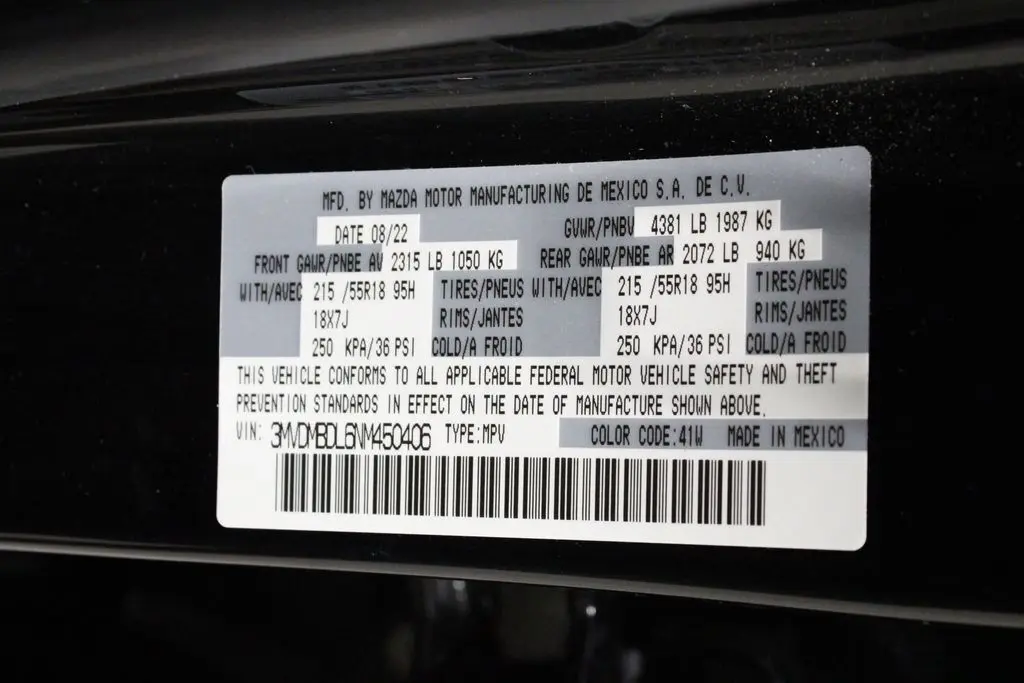 MFD. BY MAZDA MOTOR MANUFACTURING DE MEXICO S.A. DE C.V.
DATE 08/22 GVWR/PNBV 4381 LB 1987 KG
FRONT GAWR/PNBE AV 2315 LB 1050 KG REAR GAWR/PNBE AR 2072 LB 940 KG
WITH/AVEC 215 /55R18 95H TIRES/PNEUS WITH/AVEC 215 /55R18 95H TIRES/PNEUS
18X7J RIMS/JANTES 18X7J RIMS/JANTES
250 KPA/36 PSI COLD/A FROID 250 KPA/36 PSI COLD/A FROID
THIS VEHICLE CONFORMS TO ALL APPLICABLE FEDERAL MOTOR VEHICLE SAFETY AND THEFT
PREVENTION STANDARDS IN EFFECT ON THE DATE OF MANUFACTURE SHOWN ABOVE.
VIN: 3MVDMBDL6NM450406 TYPE:MPV COLOR CODE:41W MADE IN MEXICO